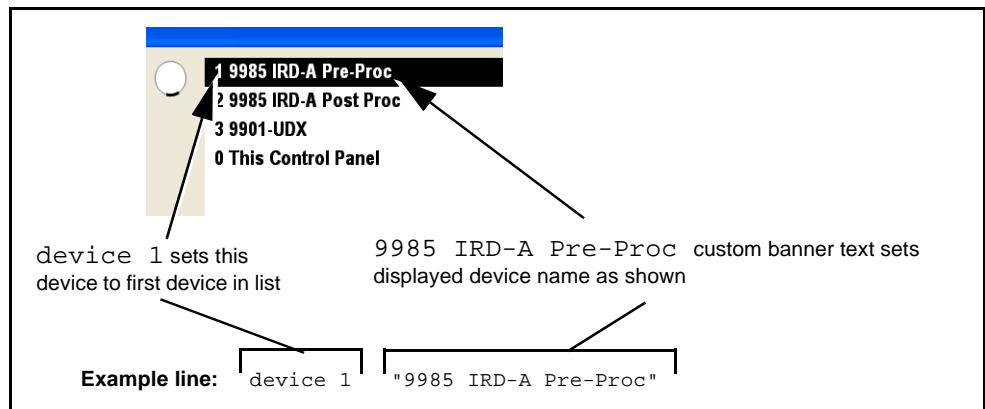 1 9985 IRD-A Pre-Proc
2 9985 IRD-A Post Proc
3 9901-UDX
0 This Control Panel
device 1 sets this
device to first device in list
9985 IRD-A Pre-Proc custom banner text sets
displayed device name as shown
Example line: device 1 "9985 IRD-A Pre-Proc"